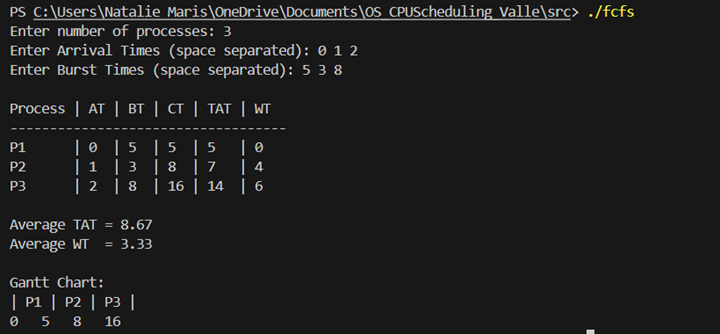 PS C:\Users\Natalie Maris\OneDrive\Documents\OS CPUScheduling Valle\src> ./fcfs
Enter number of processes: 3
Enter Arrival Times (space separated): 0 1 2
Enter Burst Times (space separated): 5 3 8

Process | AT | BT | CT | TAT | WT
-----------------------------------
P1      | 0  | 5  | 5  | 5   | 0
P2      | 1  | 3  | 8  | 7   | 4
P3      | 2  | 8  | 16 | 14  | 6

Average TAT = 8.67
Average WT  = 3.33

Gantt Chart:
| P1 | P2 | P3 |
0   5   8   16